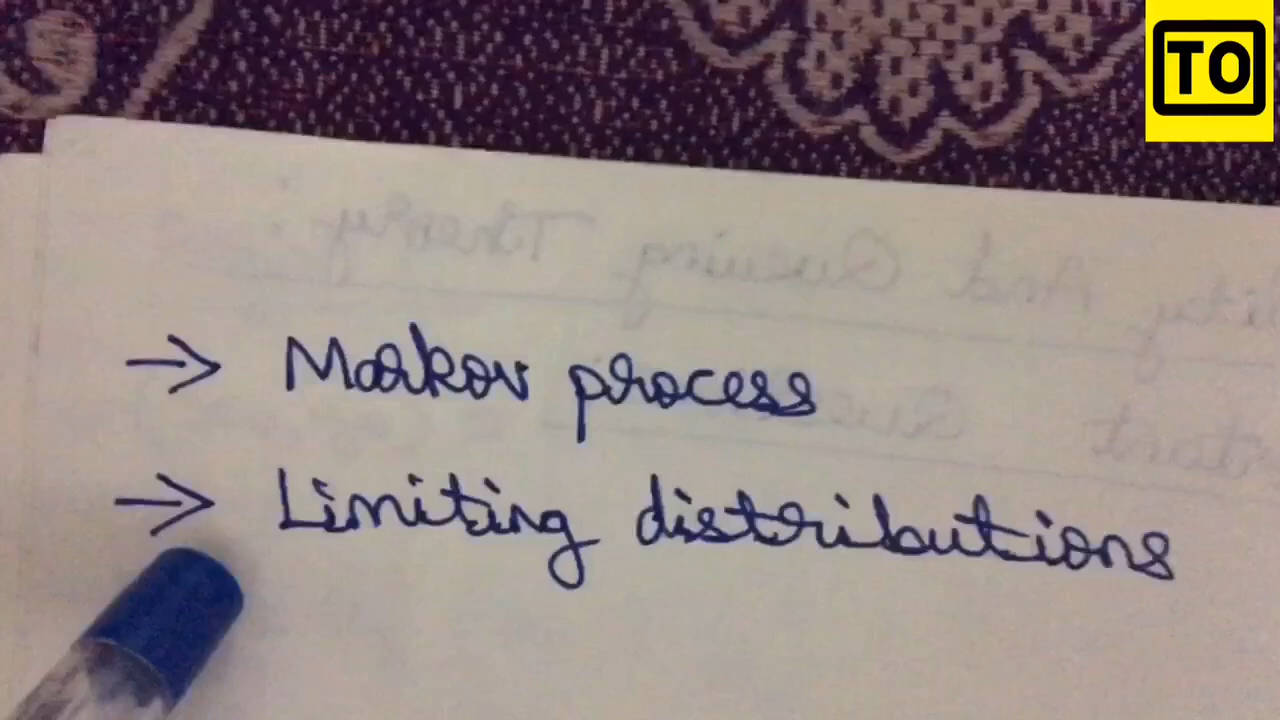 TO
→ Markov process
→ Limiting distributions